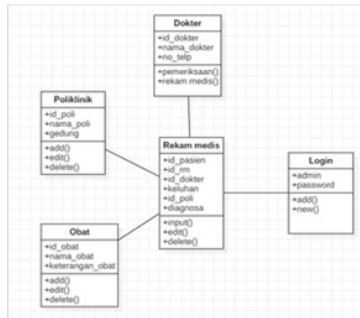 Dokter
+id_dokter
+nama_dokter
+no_telp
+pemeriksaan()
+rekam medis()
Poliklinik
+id_poli
+nama_poli
+gedung
+add()
+edit()
+delete()
Rekam medis
+id_pasien
+id_rm
+id_dokter
+keluhan
+id_poli
+diagnosa
+input()
+edit()
+delete()
Login
+admin
+password
+add()
+new()
Obat
+id_obat
+nama_obat
+keterangan_obat
+add()
+edit()
+delete()